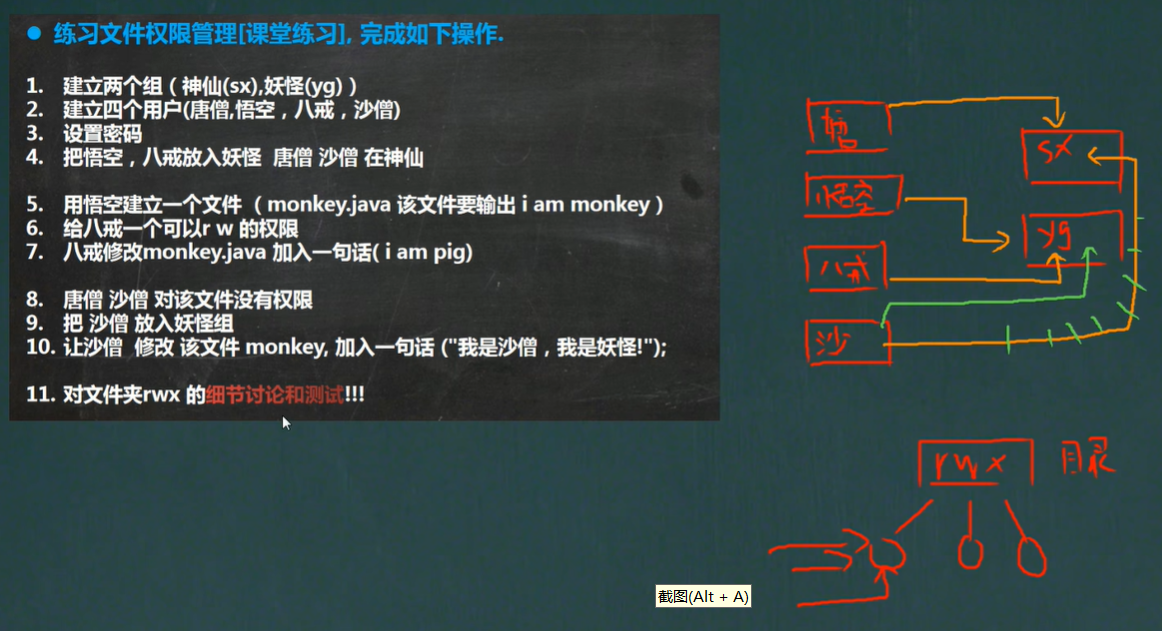 ● 练习文件权限管理[课堂练习], 完成如下操作.
1. 建立两个组（神仙(sx),妖怪(yg)）
2. 建立四个用户(唐僧,悟空，八戒，沙僧)
3. 设置密码
4. 把悟空，八戒放入妖怪 唐僧 沙僧 在神仙
5. 用悟空建立一个文件 （monkey.java 该文件要输出 i am monkey）
6. 给八戒一个可以r w 的权限
7. 八戒修改monkey.java 加入一句话( i am pig)
8. 唐僧 沙僧 对该文件没有权限
9. 把 沙僧 放入妖怪组
10. 让沙僧 修改 该文件 monkey, 加入一句话 ("我是沙僧，我是妖怪!");
11. 对文件夹rwx 的细节讨论和测试!!!
sx
悟空
yg
八戒
沙
rwx 目录
截图(Alt + A)